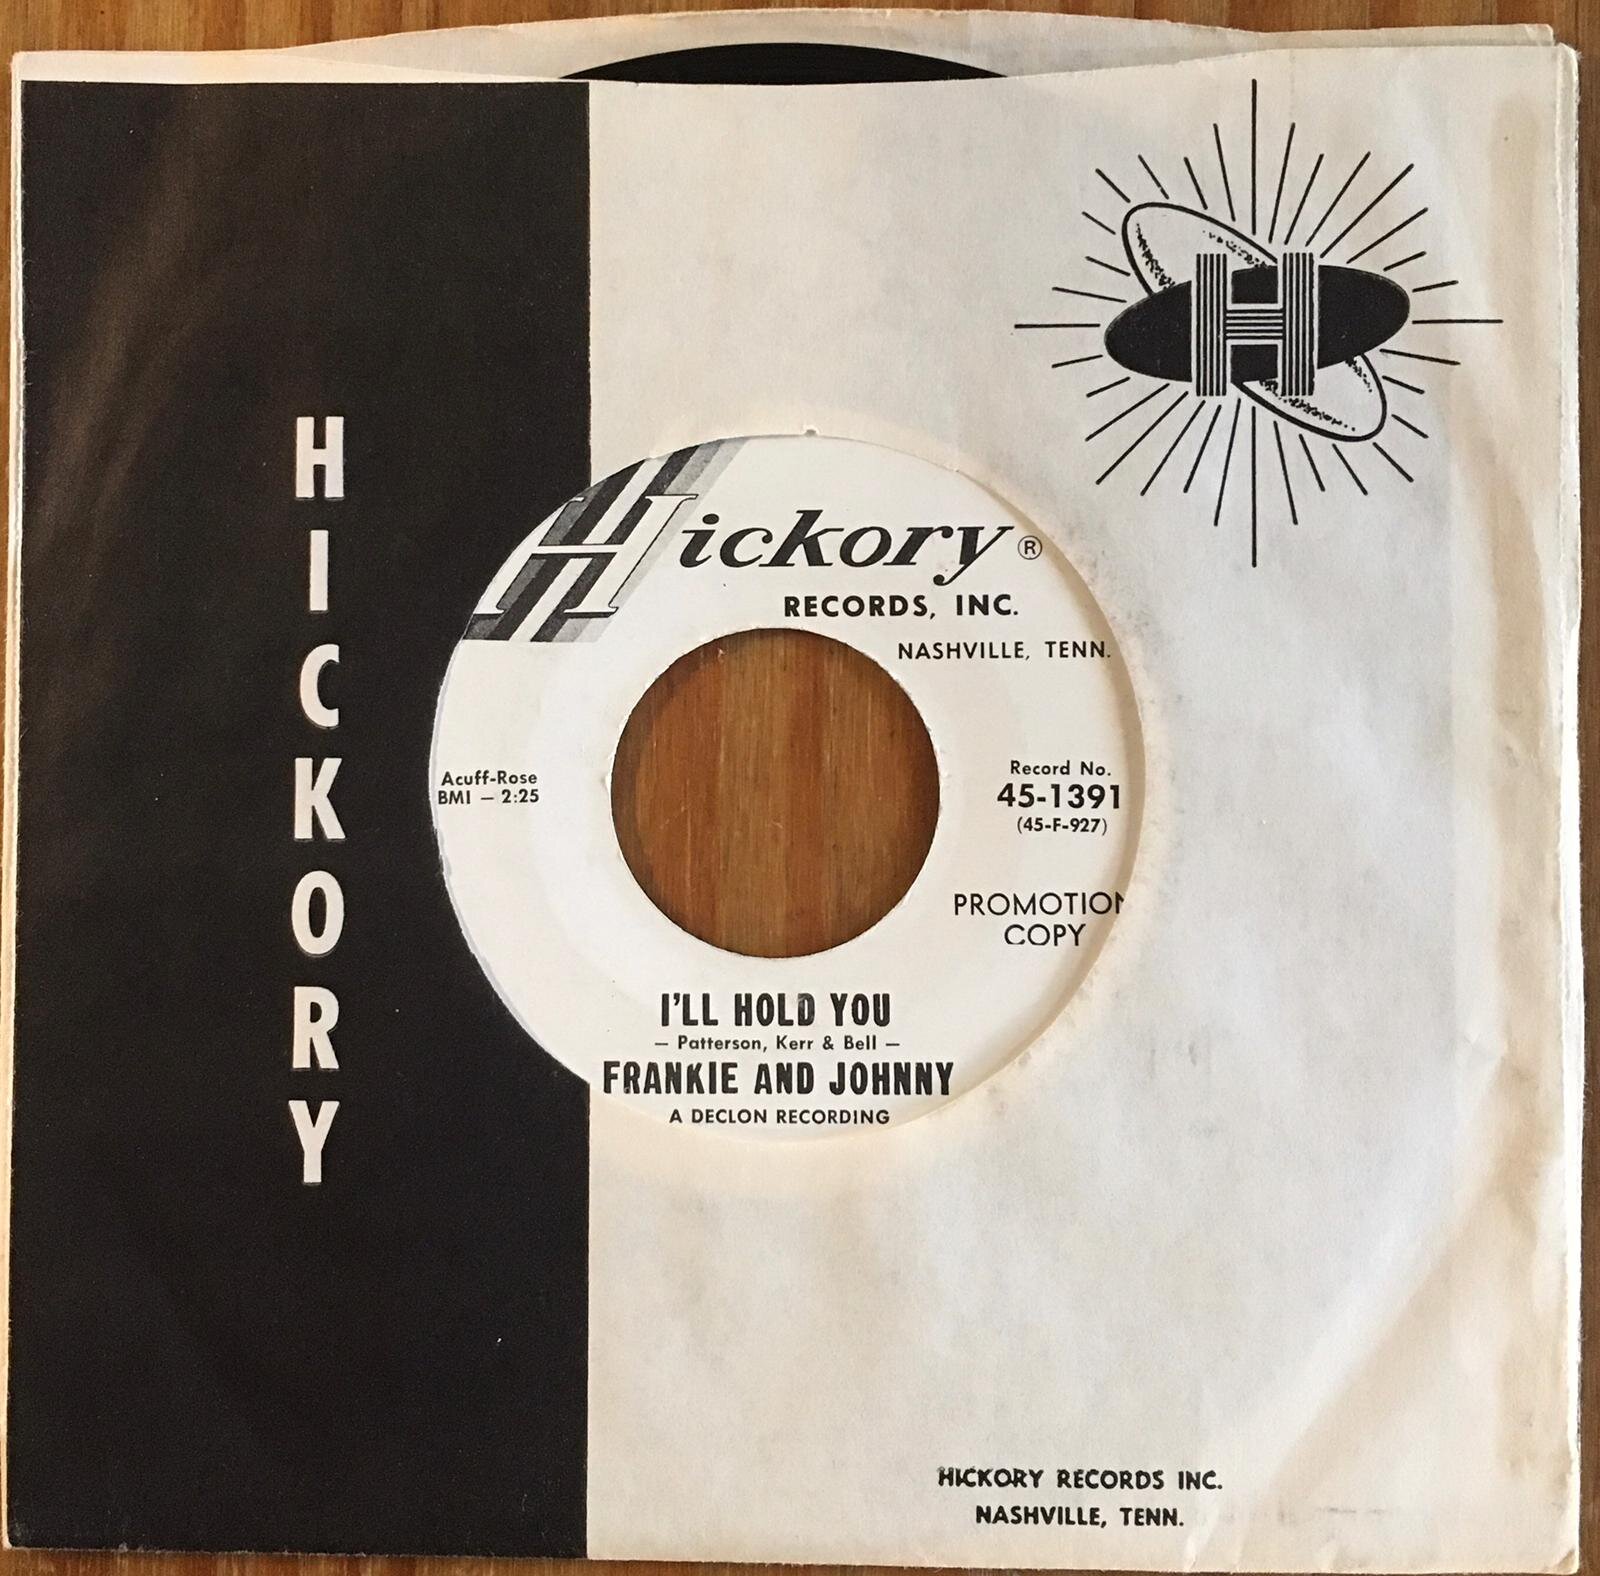 HICKORY
H
Hickory®
RECORDS, INC.
NASHVILLE, TENN.
Acuff-Rose
BMI — 2:25
Record No.
45-1391
(45-F-927)
PROMOTION
COPY
I'LL HOLD YOU
— Patterson, Kerr & Bell —
FRANKIE AND JOHNNY
A DECLON RECORDING
HICKORY RECORDS INC.
NASHVILLE, TENN.